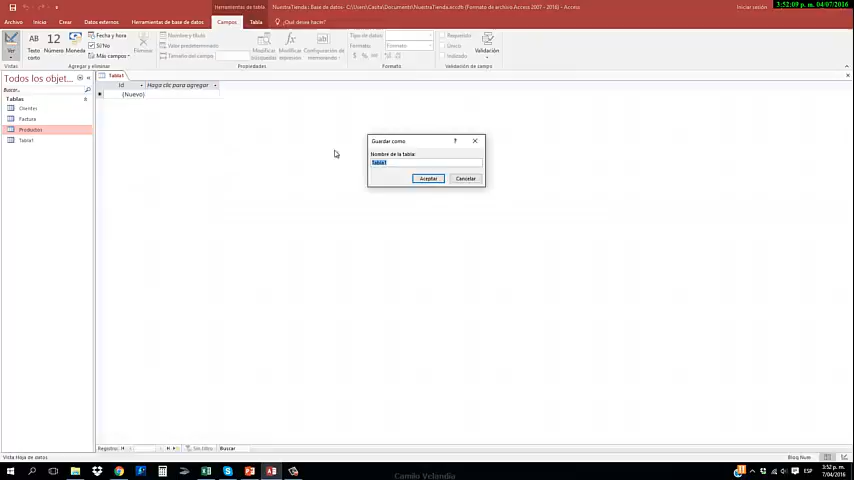 Herramientas de tabla
NuestraTienda : Base de datos- C:\Users\Casita\Documents\NuestraTienda.accdb (Formato de archivo Access 2007 - 2016) - Access
Iniciar sesión
3:52:09 p. m. 04/07/2016
Archivo Inicio Crear Datos externos Herramientas de base de datos Campos Tabla ¿Qué desea hacer?
Ver
AB Texto corto
12 Número
Moneda
Fecha y hora
Sí/No
Más campos
Eliminar
Nombre y título
Valor predeterminado
Tamaño del campo
Modificar búsquedas
Modificar expresión
Configuración de memorando
Tipo de datos:
Formato: Formato
Requerido
Único
Indexado
Validación
Vistas Agregar y eliminar Propiedades Formato Validación de campo
Todos los objet...
Buscar...
Tablas
Clientes
Factura
Productos
Tabla1
Tabla1
Id Haga clic para agregar
(Nuevo)
Guardar como ?
Nombre de la tabla:
Tabla1
Aceptar Cancelar
Registro: Sin filtro Buscar
Vista Hoja de datos
Bloq Num
ESP
3:52 p. m.
7/04/2016
Camilo Velandia